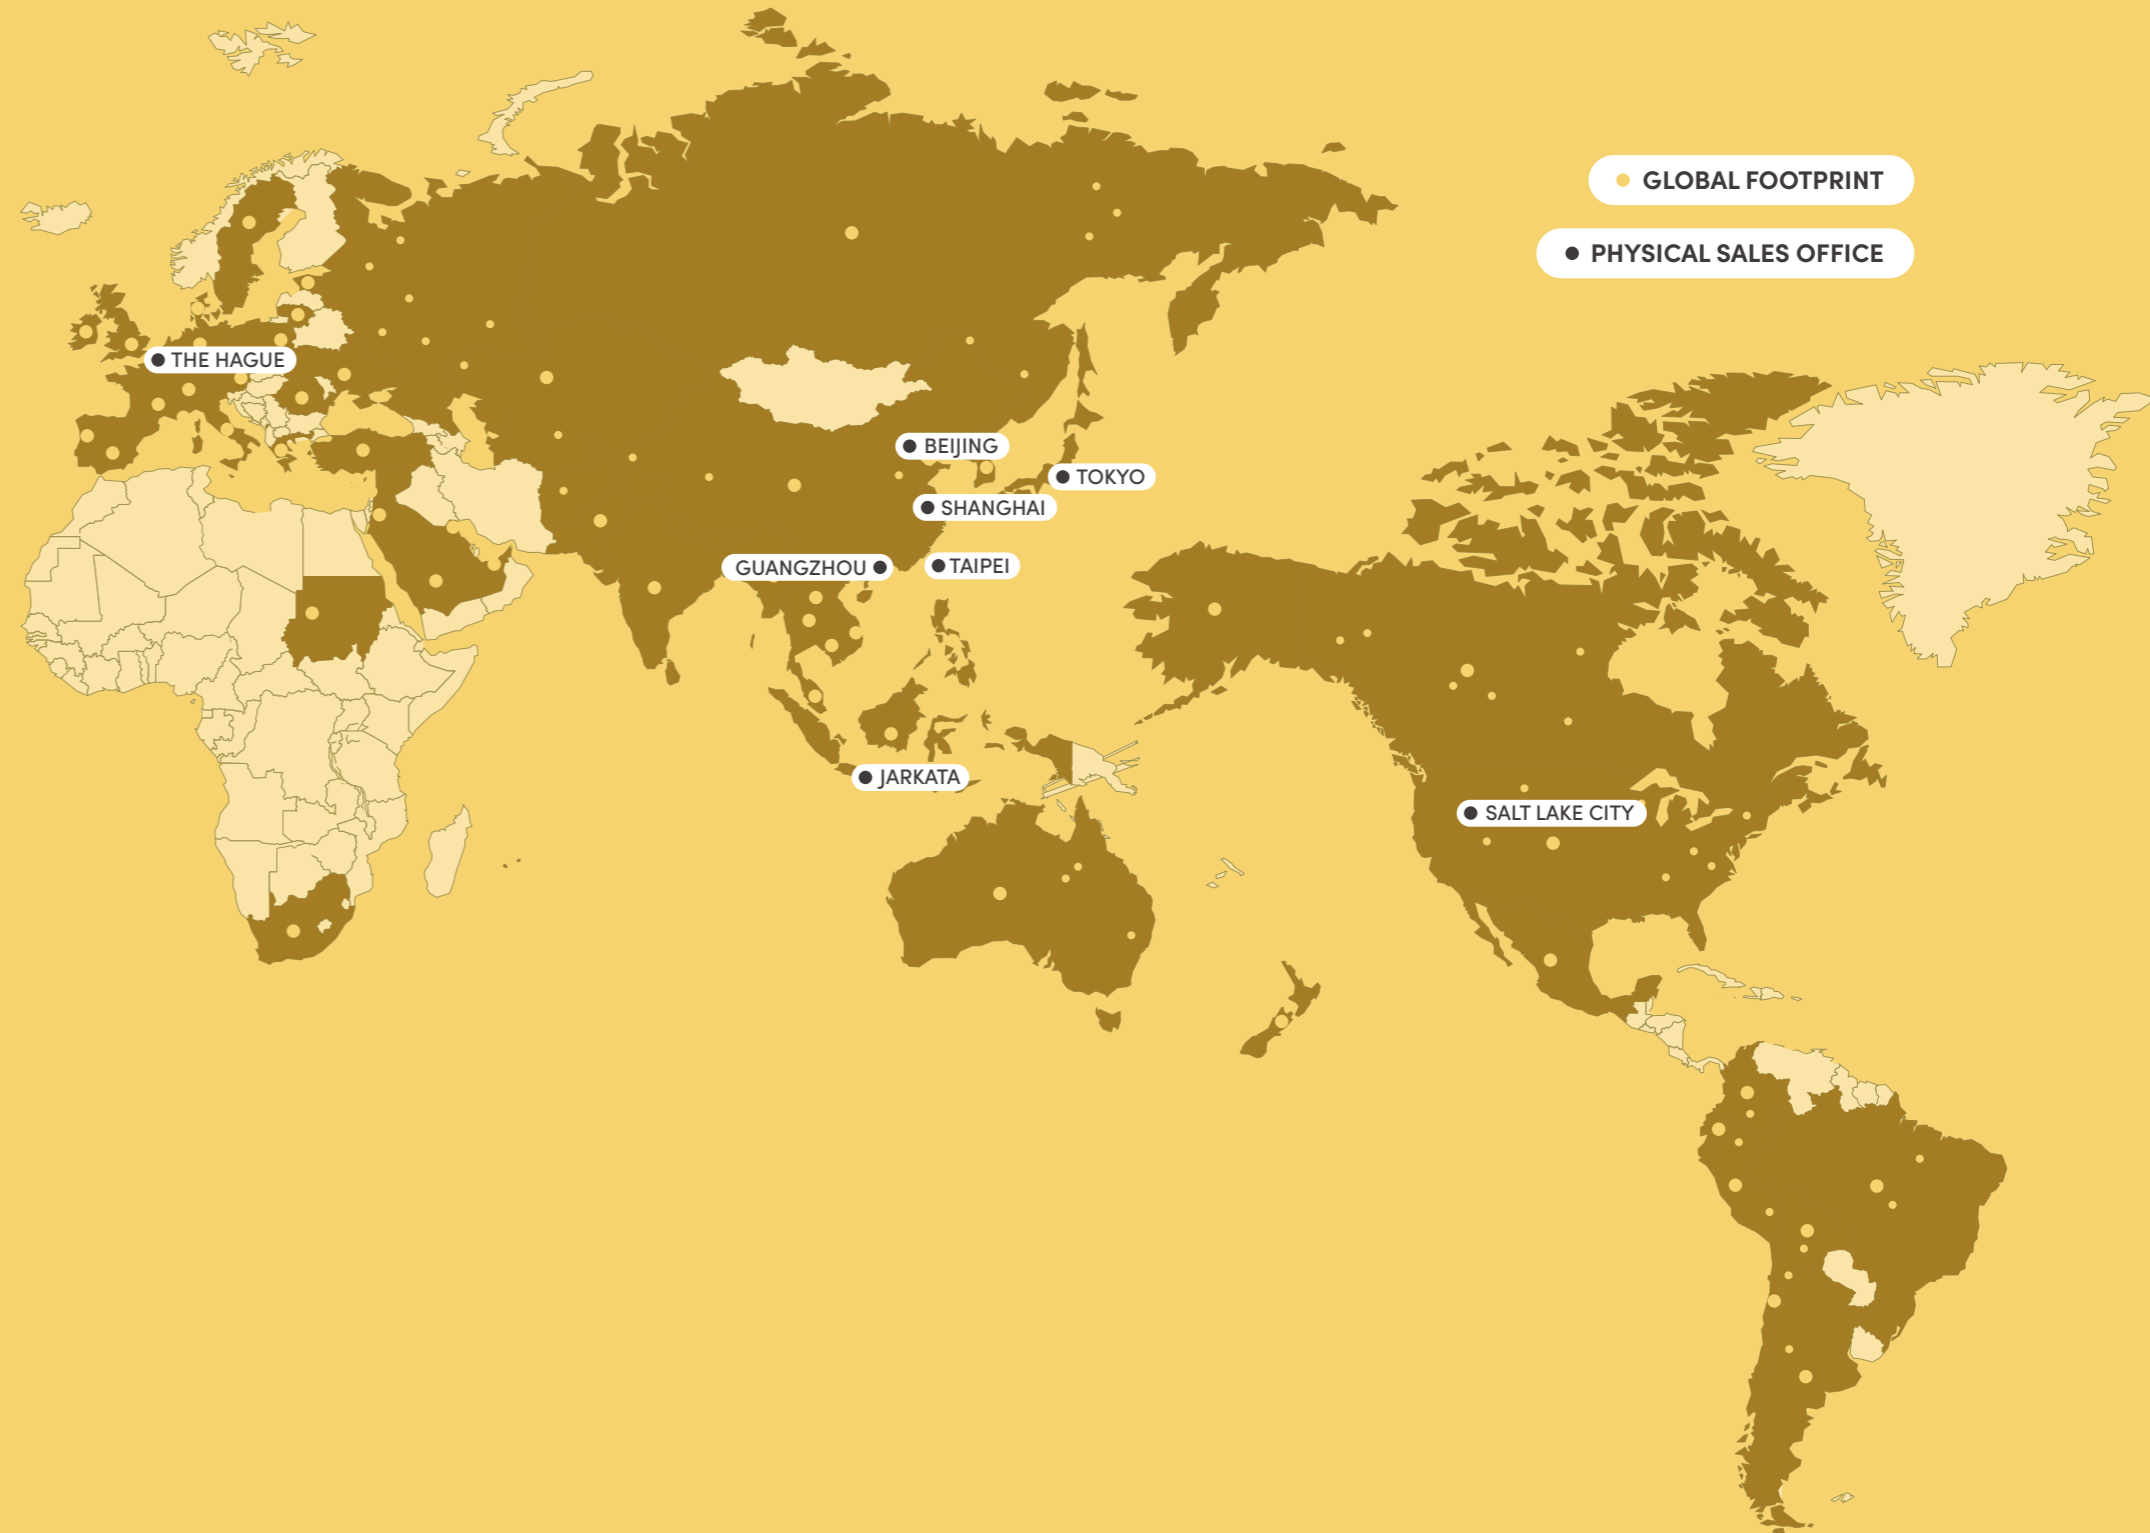 GLOBAL FOOTPRINT
PHYSICAL SALES OFFICE
THE HAGUE
BEIJING
TOKYO
SHANGHAI
GUANGZHOU
TAIPEI
JARKATA
SALT LAKE CITY